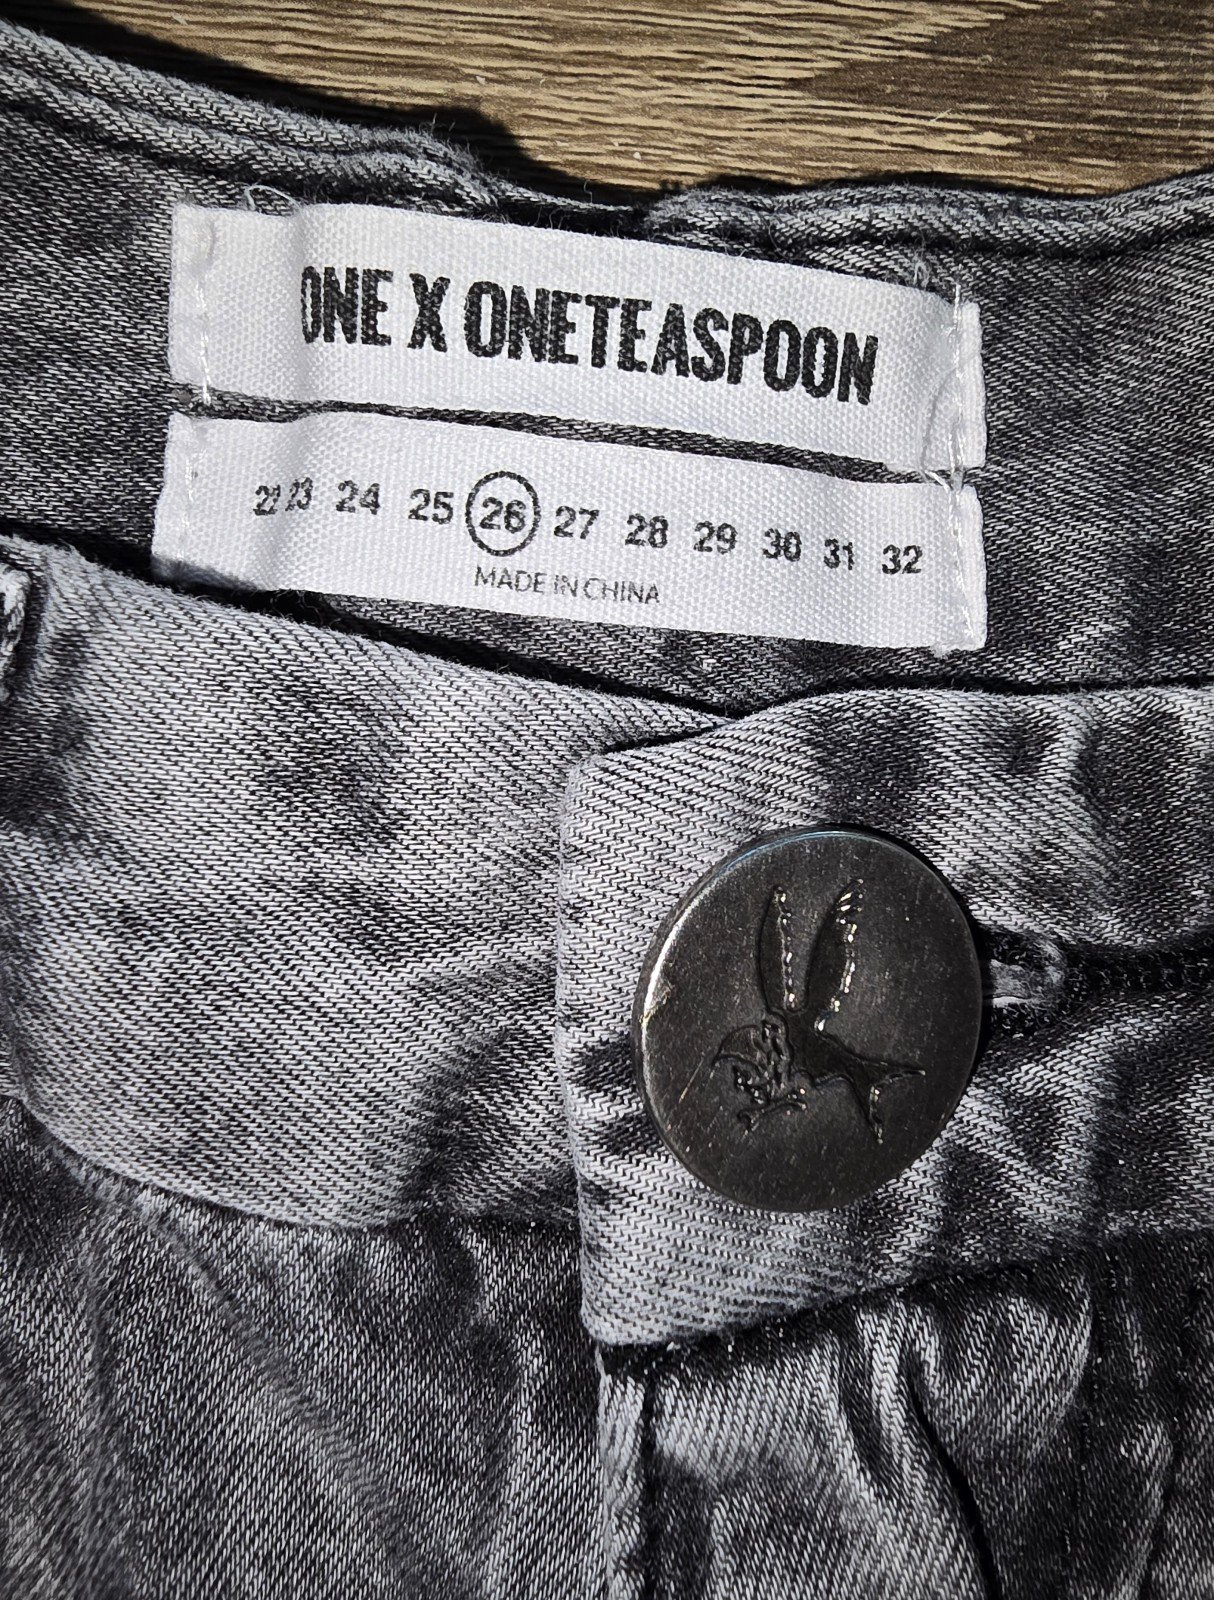 ONE X ONETEASPOON
22 23 24 25 26 27 28 29 30 31 32
MADE IN CHINA